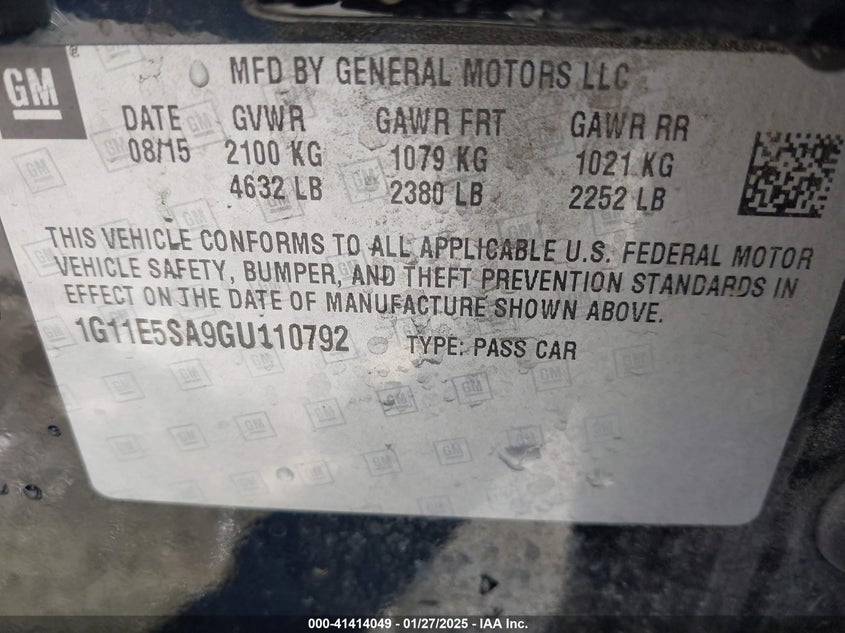 GM MFD BY GENERAL MOTORS LLC
DATE GVWR GAWR FRT GAWR RR
08/15 2100 KG 1079 KG 1021 KG
4632 LB 2380 LB 2252 LB
THIS VEHICLE CONFORMS TO ALL APPLICABLE U.S. FEDERAL MOTOR
VEHICLE SAFETY, BUMPER, AND THEFT PREVENTION STANDARDS IN
EFFECT ON THE DATE OF MANUFACTURE SHOWN ABOVE.
1G11E5SA9GU110792 TYPE: PASS CAR
000-41414049 - 01/27/2025 - IAA Inc.